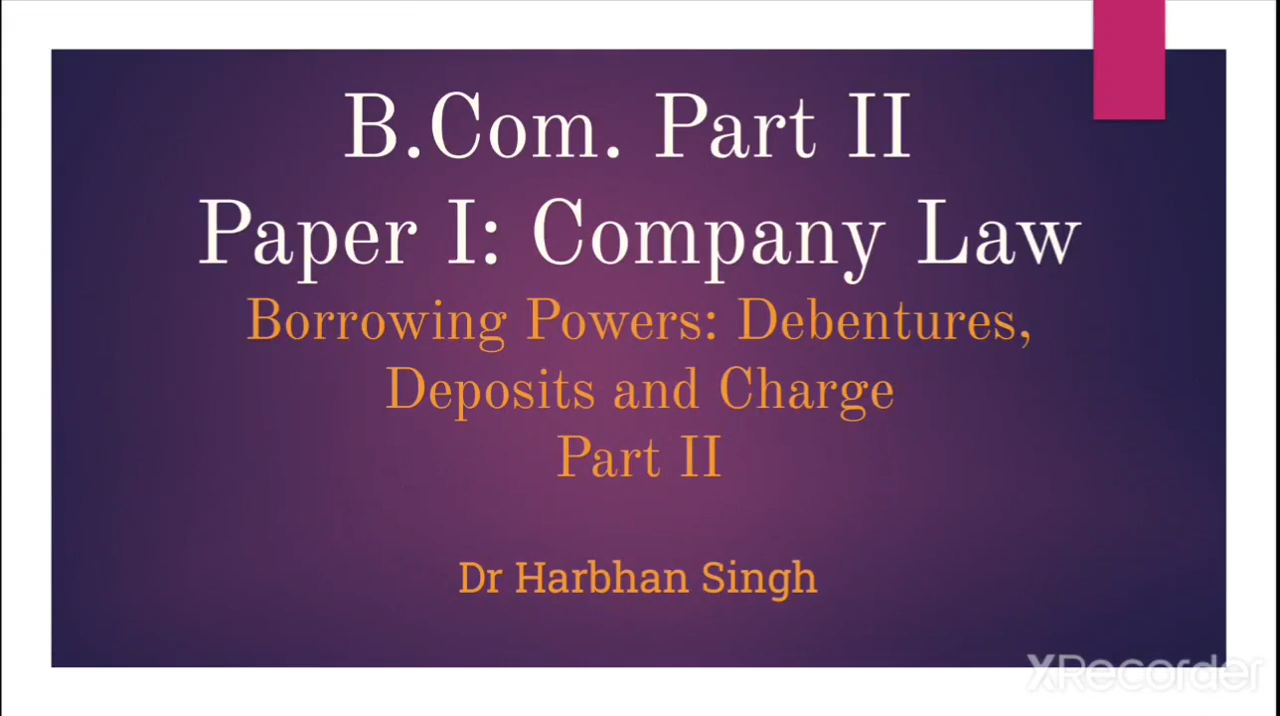 B.Com. Part II
Paper I: Company Law
Borrowing Powers: Debentures,
Deposits and Charge
Part II
Dr Harbhan Singh
XRecorder